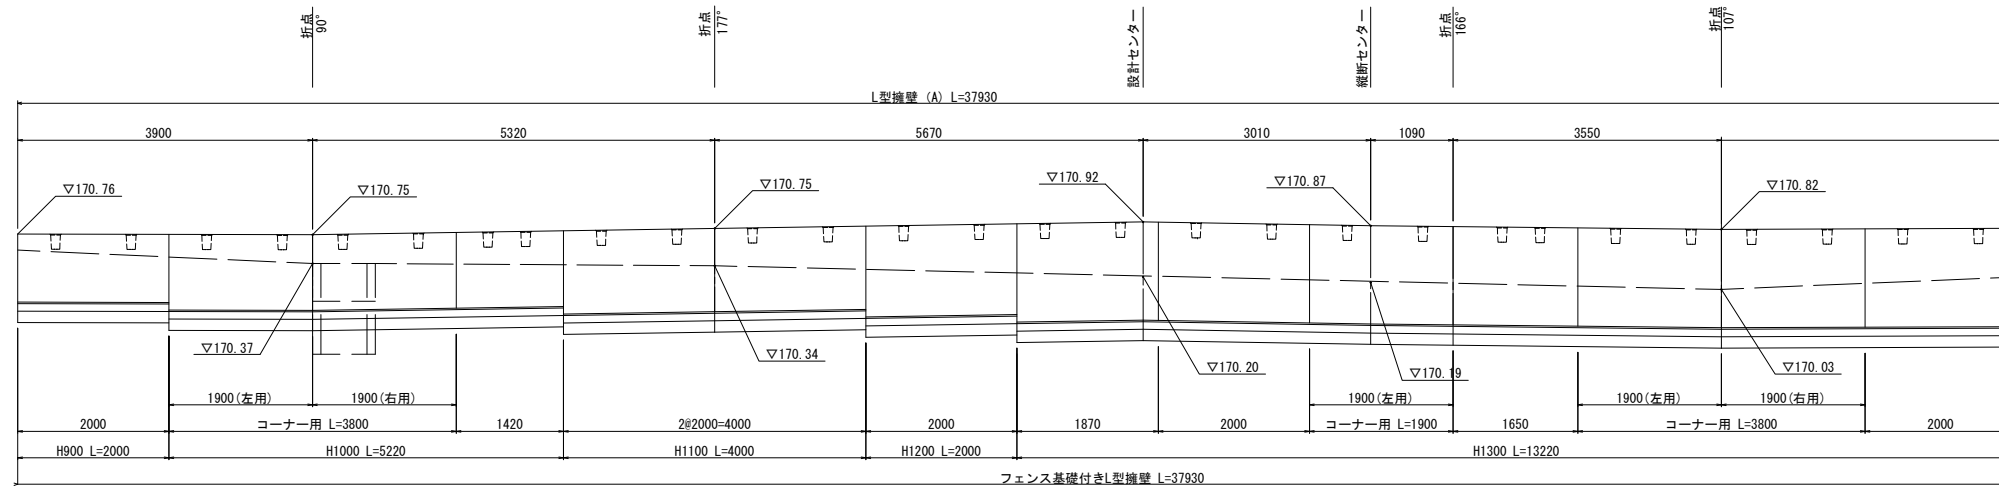 折点
90°
折点
177°
設計センター
縦断センター
折点
166°
折点
107°
L型擁壁 (A) L=37930
3900
5320
5670
3010
1090
3550
▽170.76
▽170.75
▽170.75
▽170.92
▽170.87
▽170.82
▽170.37
▽170.34
▽170.20
▽170.19
▽170.03
1900(左用)
1900(右用)
1900(左用)
1900(左用)
1900(右用)
2000
コーナー用 L=3800
1420
2@2000=4000
2000
1870
2000
コーナー用 L=1900
1650
コーナー用 L=3800
2000
H900 L=2000
H1000 L=5220
H1100 L=4000
H1200 L=2000
H1300 L=13220
フェンス基礎付きL型擁壁 L=37930